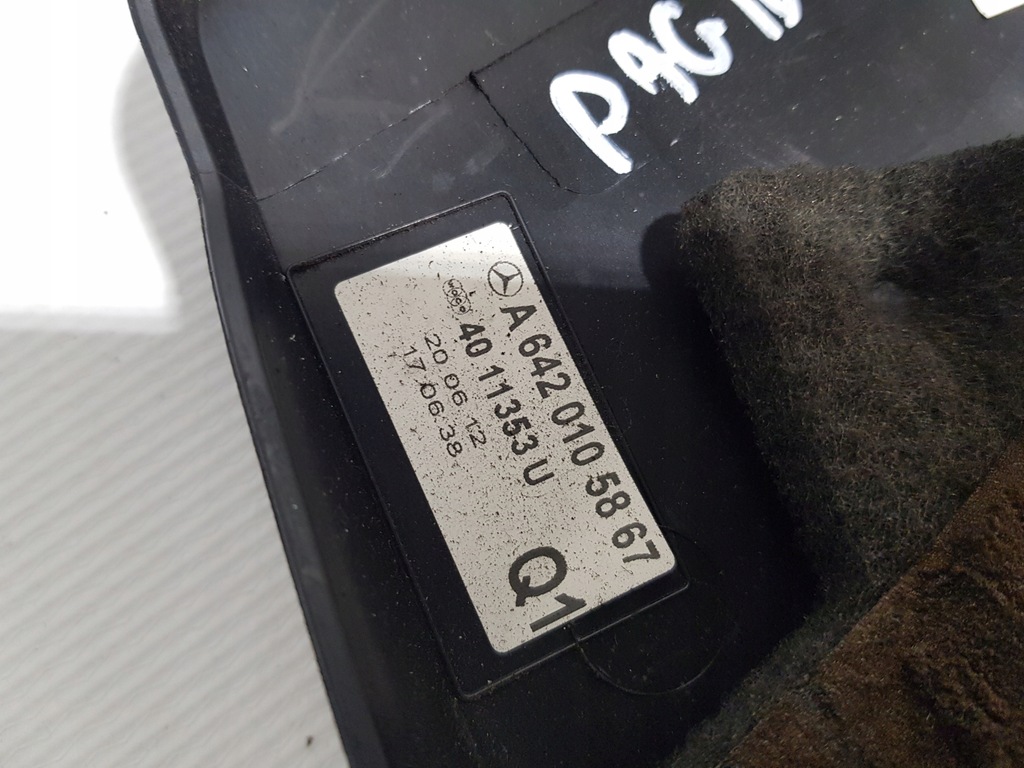 PAG-
A 642 010 58 67
40 11353 U
20 06 12
17:06:38
Q1